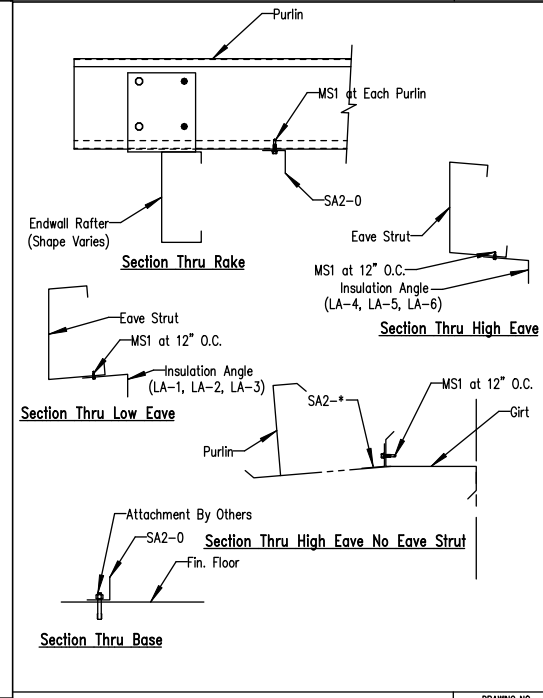 Purlin
MS1 at Each Purlin
SA2-0
Endwall Rafter
(Shape Varies)
Section Thru Rake
Eave Strut
MS1 at 12" O.C.
Insulation Angle
(LA-4, LA-5, LA-6)
Section Thru High Eave
Eave Strut
MS1 at 12" O.C.
Insulation Angle
(LA-1, LA-2, LA-3)
Section Thru Low Eave
SA2-*
MS1 at 12" O.C.
Girt
Purlin
Section Thru High Eave No Eave Strut
Attachment By Others
SA2-0
Fin. Floor
Section Thru Base
DRAWING NO.